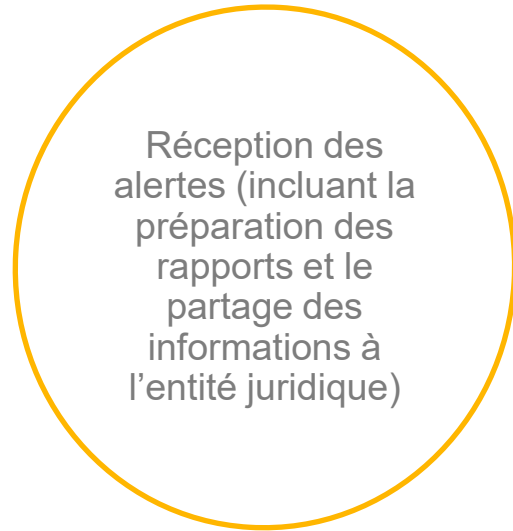 Réception des
alertes (incluant la
préparation des
rapports et le
partage des
informations à
l’entité juridique)